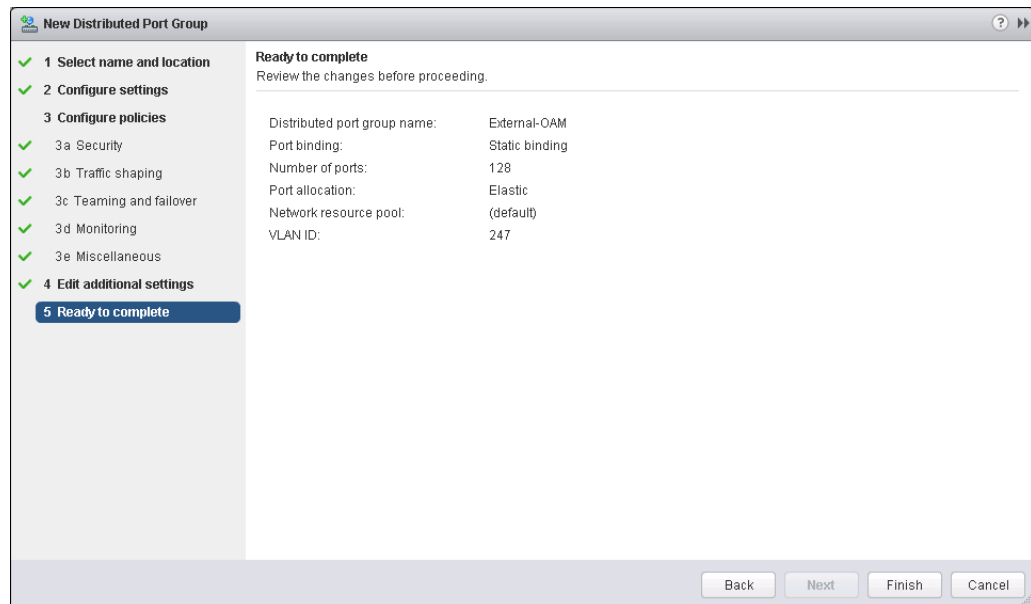 New Distributed Port Group
?
1 Select name and location
2 Configure settings
3 Configure policies
3a Security
3b Traffic shaping
3c Teaming and failover
3d Monitoring
3e Miscellaneous
4 Edit additional settings
5 Ready to complete
Ready to complete
Review the changes before proceeding.
Distributed port group name: External-OAM
Port binding: Static binding
Number of ports: 128
Port allocation: Elastic
Network resource pool: (default)
VLAN ID: 247
Back Next Finish Cancel